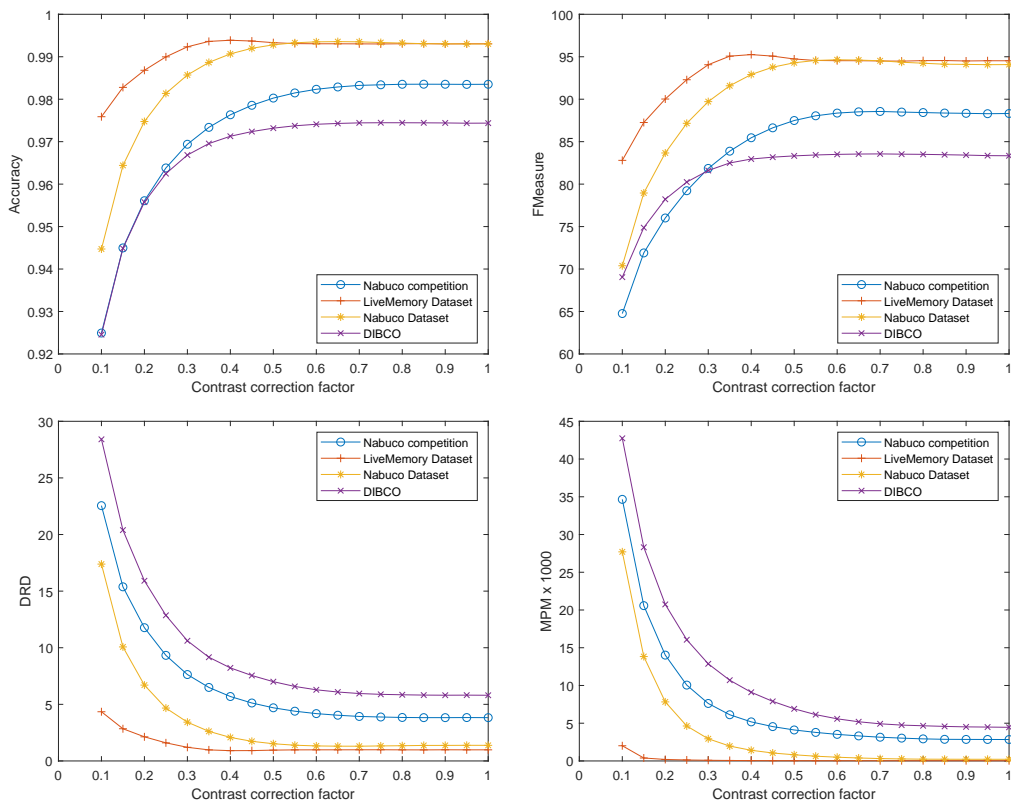 1
0.99
0.98
0.97
0.96
0.95
0.94
0.93
0.92
Accuracy
0.1 0.2 0.3 0.4 0.5 0.6 0.7 0.8 0.9 1
Contrast correction factor
Nabuco competition
LiveMemory Dataset
Nabuco Dataset
DIBCO
100
95
90
85
80
75
70
65
60
FMeasure
0 0.1 0.2 0.3 0.4 0.5 0.6 0.7 0.8 0.9 1
Contrast correction factor
Nabuco competition
LiveMemory Dataset
Nabuco Dataset
DIBCO
30
25
20
15
10
5
0
DRD
0 0.1 0.2 0.3 0.4 0.5 0.6 0.7 0.8 0.9 1
Contrast correction factor
Nabuco competition
LiveMemory Dataset
Nabuco Dataset
DIBCO
45
40
35
30
25
20
15
10
5
0
MPM x 1000
0 0.1 0.2 0.3 0.4 0.5 0.6 0.7 0.8 0.9 1
Contrast correction factor
Nabuco competition
LiveMemory Dataset
Nabuco Dataset
DIBCO